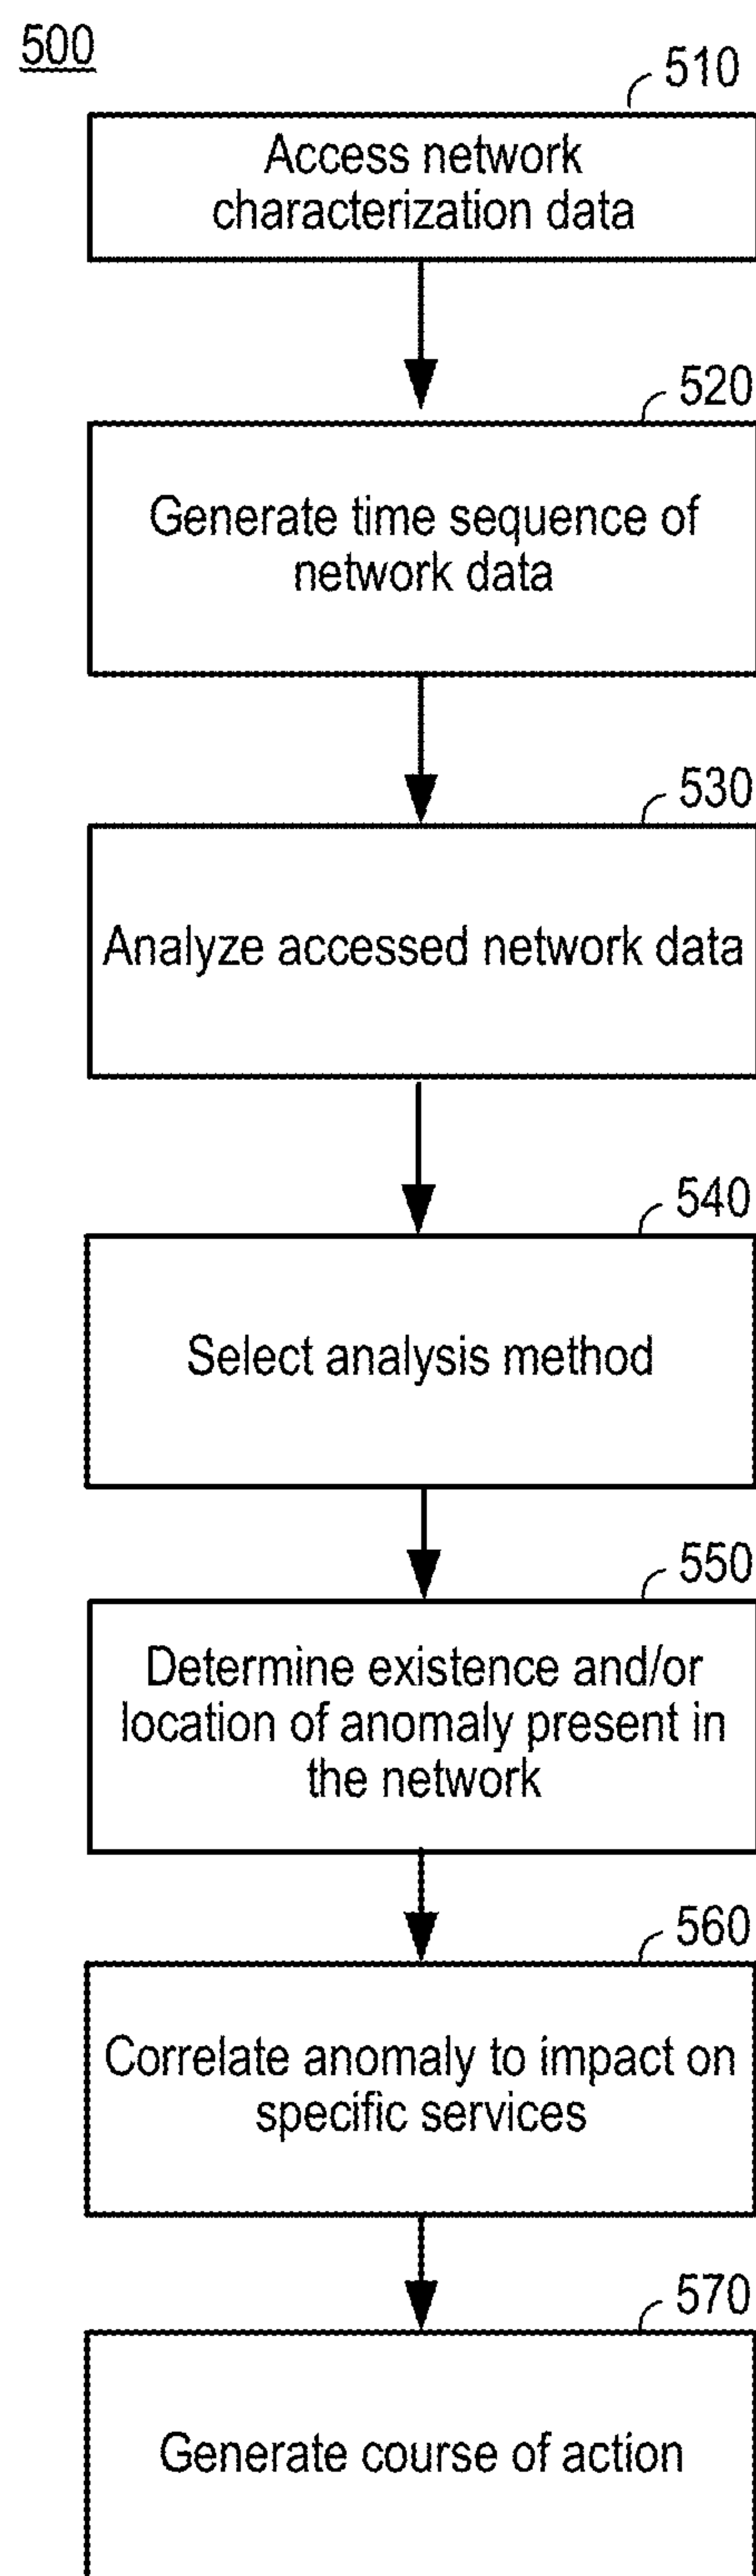 500
510
Access network
characterization data
520
Generate time sequence of
network data
530
Analyze accessed network data
540
Select analysis method
550
Determine existence and/or
location of anomaly present in
the network
560
Correlate anomaly to impact on
specific services
570
Generate course of action